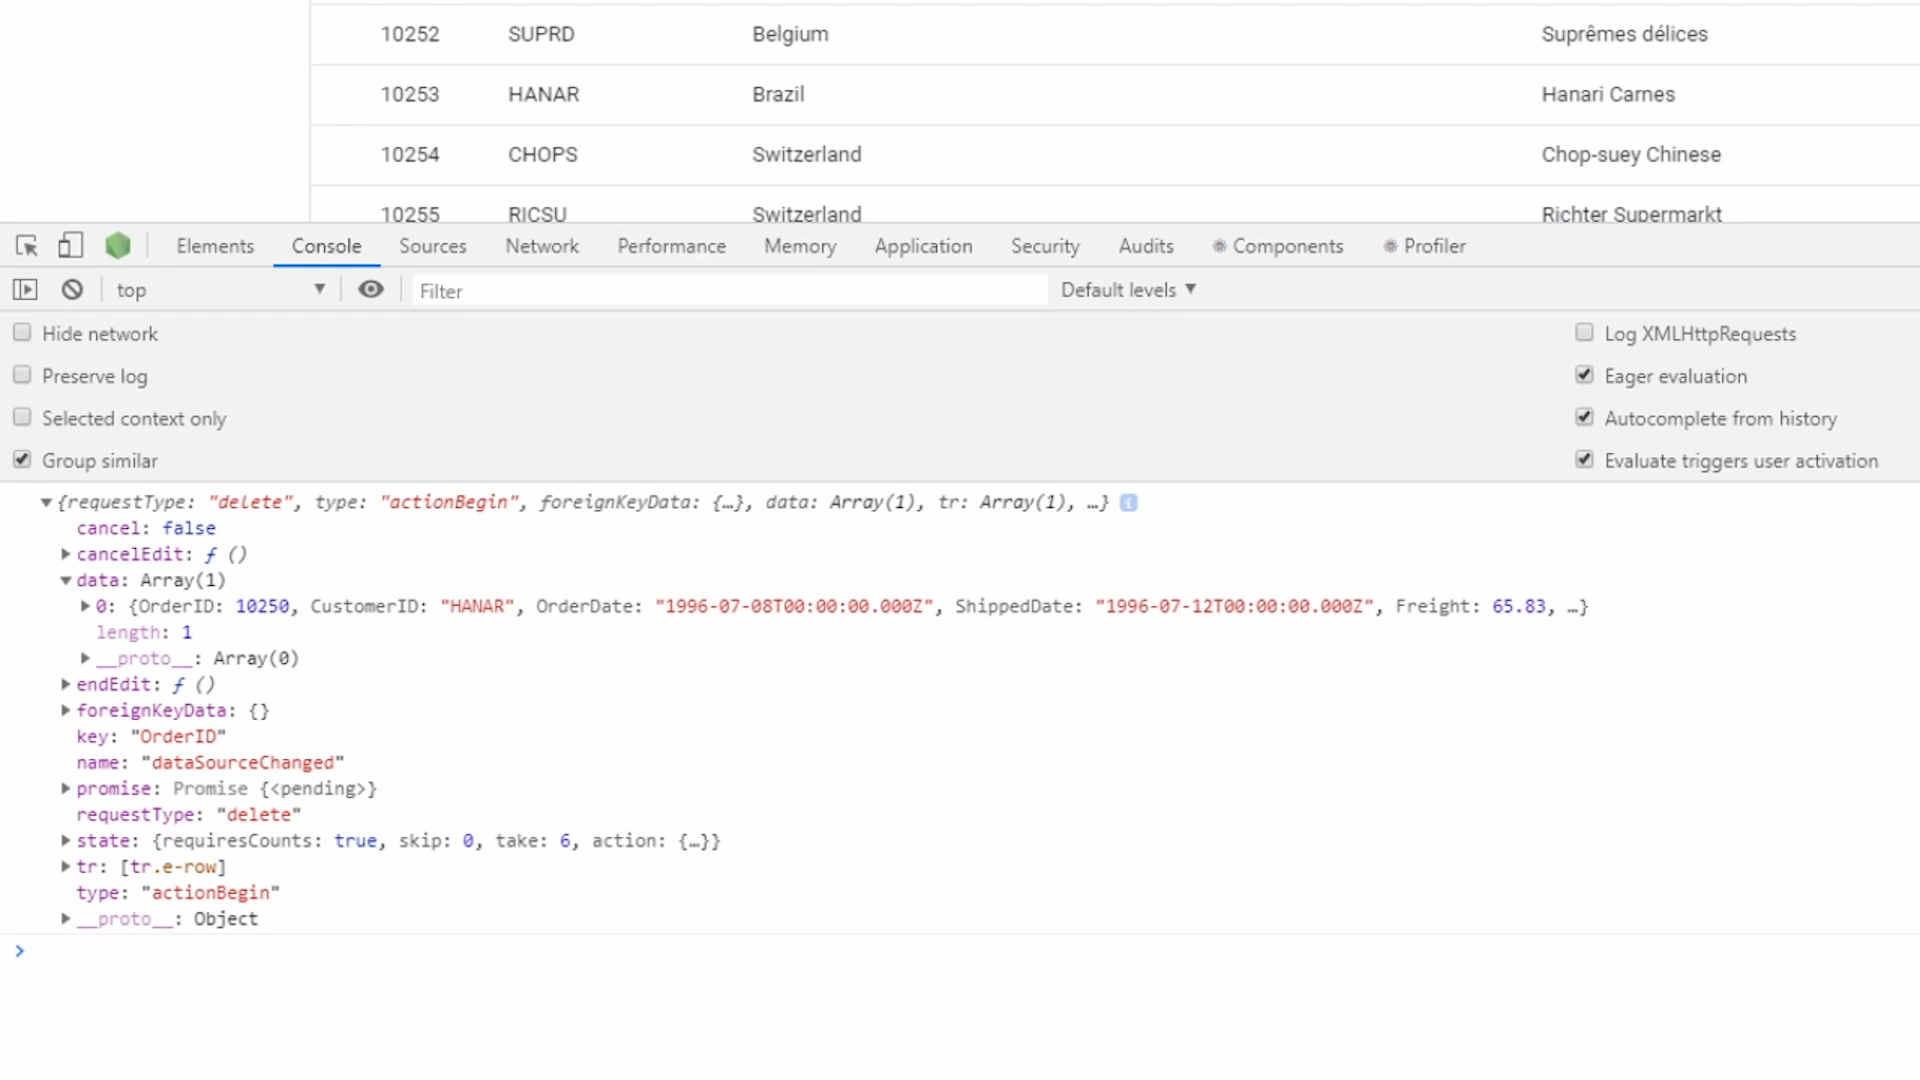 10252 SUPRD Belgium Suprêmes délices
10253 HANAR Brazil Hanari Carnes
10254 CHOPS Switzerland Chop-suey Chinese
10255 RICSU Switzerland Richter Supermarkt
Elements Console Sources Network Performance Memory Application Security Audits Components Profiler
top Filter Default levels
Hide network Log XMLHttpRequests
Preserve log Eager evaluation
Selected context only Autocomplete from history
Group similar Evaluate triggers user activation
{requestType: "delete", type: "actionBegin", foreignKeyData: {…}, data: Array(1), tr: Array(1), …}
cancel: false
cancelEdit: ƒ ()
data: Array(1)
0: {OrderID: 10250, CustomerID: "HANAR", OrderDate: "1996-07-08T00:00:00.000Z", ShippedDate: "1996-07-12T00:00:00.000Z", Freight: 65.83, …}
length: 1
__proto__: Array(0)
endEdit: ƒ ()
foreignKeyData: {}
key: "OrderID"
name: "dataSourceChanged"
promise: Promise {<pending>}
requestType: "delete"
state: {requiresCounts: true, skip: 0, take: 6, action: {…}}
tr: [tr.e-row]
type: "actionBegin"
__proto__: Object